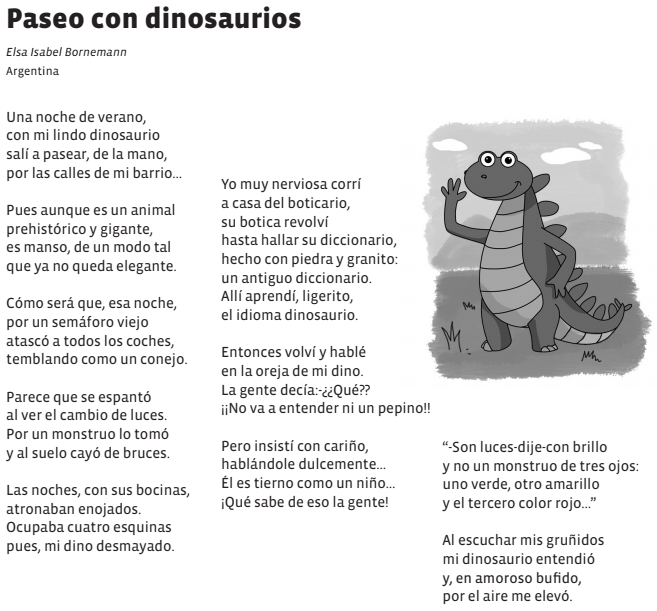 Paseo con dinosaurios
Elsa Isabel Bornemann
Argentina
Una noche de verano,
con mi lindo dinosaurio
salí a pasear, de la mano,
por las calles de mi barrio...
Pues aunque es un animal
prehistórico y gigante,
es manso, de un modo tal
que ya no queda elegante.
Cómo será que, esa noche,
por un semáforo viejo
atascó a todos los coches,
temblando como un conejo.
Parece que se espantó
al ver el cambio de luces.
Por un monstruo lo tomó
y al suelo cayó de bruces.
Las noches, con sus bocinas,
atronaban enojados.
Ocupaba cuatro esquinas
pues, mi dino desmayado.
Yo muy nerviosa corrí
a casa del boticario,
su botica revolví
hasta hallar su diccionario,
hecho con piedra y granito:
un antiguo diccionario.
Allí aprendí, ligerito,
el idioma dinosaurio.
Entonces volví y hablé
en la oreja de mi dino.
La gente decía:-¿¿Qué??
¡¡No va a entender ni un pepino!!
Pero insistí con cariño,
hablándole dulcemente...
Él es tierno como un niño...
¡Qué sabe de eso la gente!
“-Son luces-dije-con brillo
y no un monstruo de tres ojos:
uno verde, otro amarillo
y el tercero color rojo...”
Al escuchar mis gruñidos
mi dinosaurio entendió
y, en amoroso bufido,
por el aire me elevó.